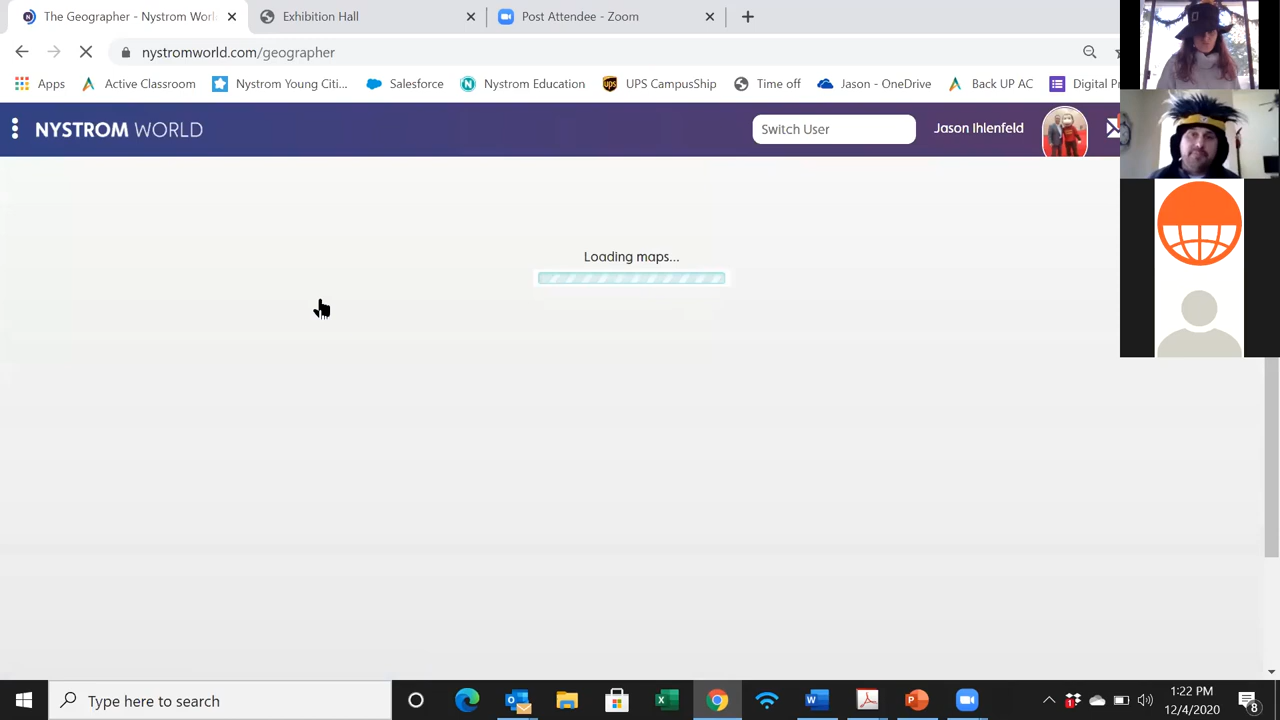 The Geographer - Nystrom Worl
Exhibition Hall
Post Attendee - Zoom
nystromworld.com/geographer
Apps
Active Classroom
Nystrom Young Citi...
Salesforce
Nystrom Education
UPS CampusShip
Time off
Jason - OneDrive
Back UP AC
Digital Pr
NYSTROM WORLD
Switch User
Jason Ihlenfeld
Loading maps...
Type here to search
1:22 PM
12/4/2020
8